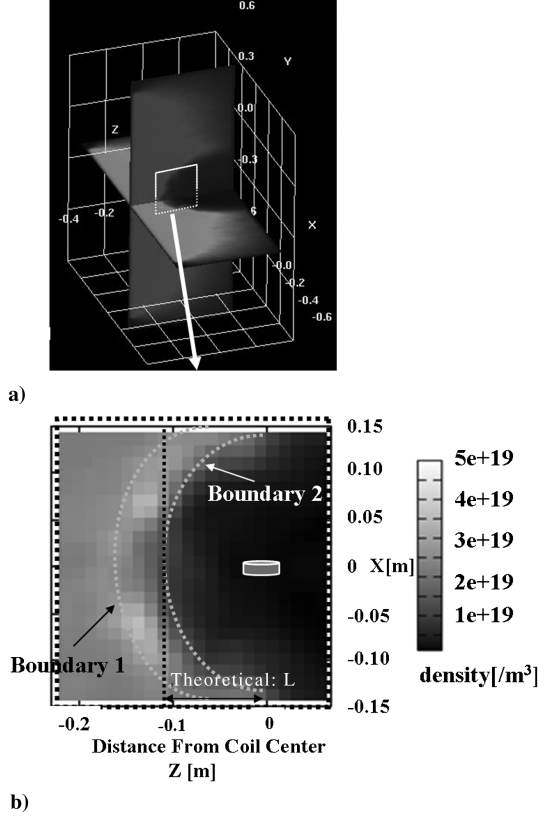 0.6
0.3
Y
0.0
Z
-0.3
6
-0.4
-0.2
X
-0.0
-0.2
-0.4
-0.6
a)
0.15
0.10
Boundary 2
0.05
0 X[m]
-0.05
Boundary 1
-0.10
Theoretical: L
-0.15
-0.2
-0.1
0
Distance From Coil Center
Z [m]
5e+19
4e+19
3e+19
2e+19
1e+19
density[/m³]
b)